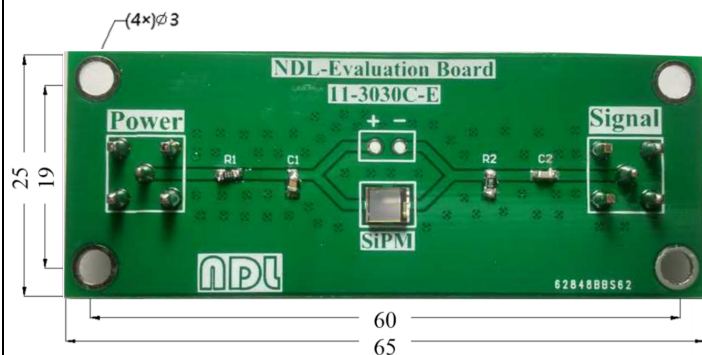 (4×)∅3
NDL-Evaluation Board
11-3030C-E
Power
Signal
+ −
R1
C1
R2
C2
SiPM
NDL
62848BBS62
25
19
60
65